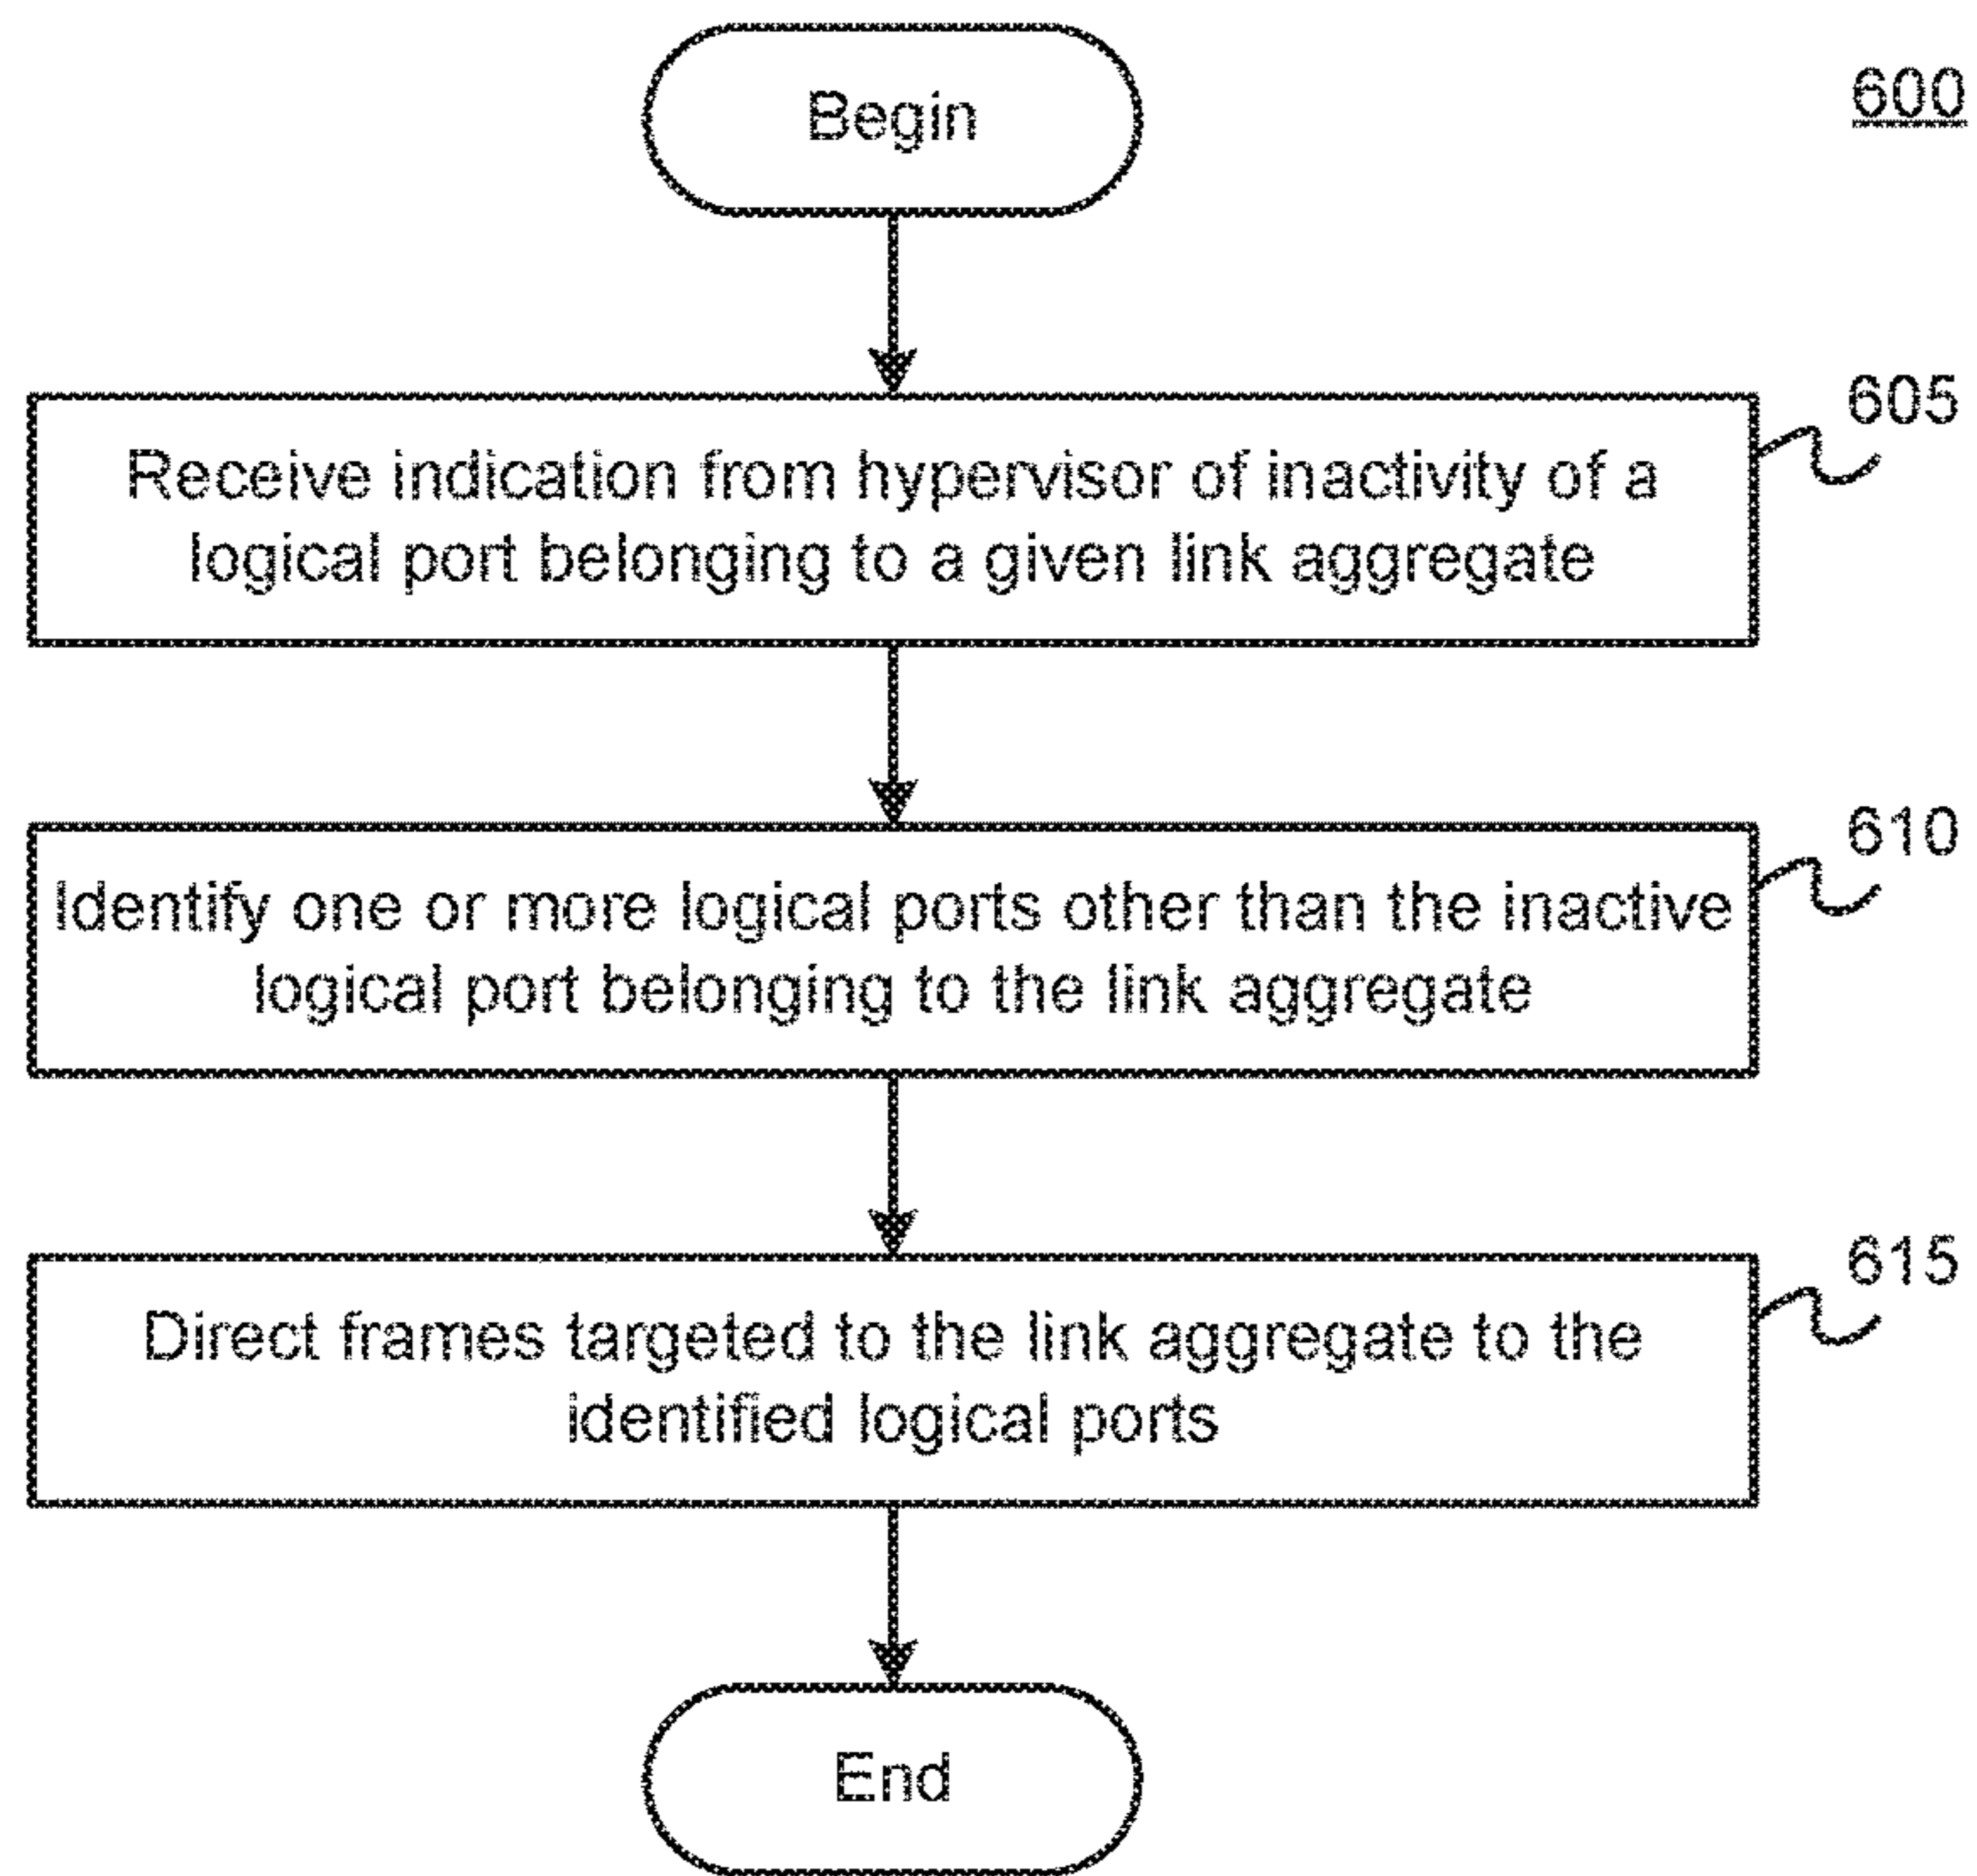 Begin
600
605
Receive indication from hypervisor of inactivity of a
logical port belonging to a given link aggregate
610
Identify one or more logical ports other than the inactive
logical port belonging to the link aggregate
615
Direct frames targeted to the link aggregate to the
identified logical ports
End